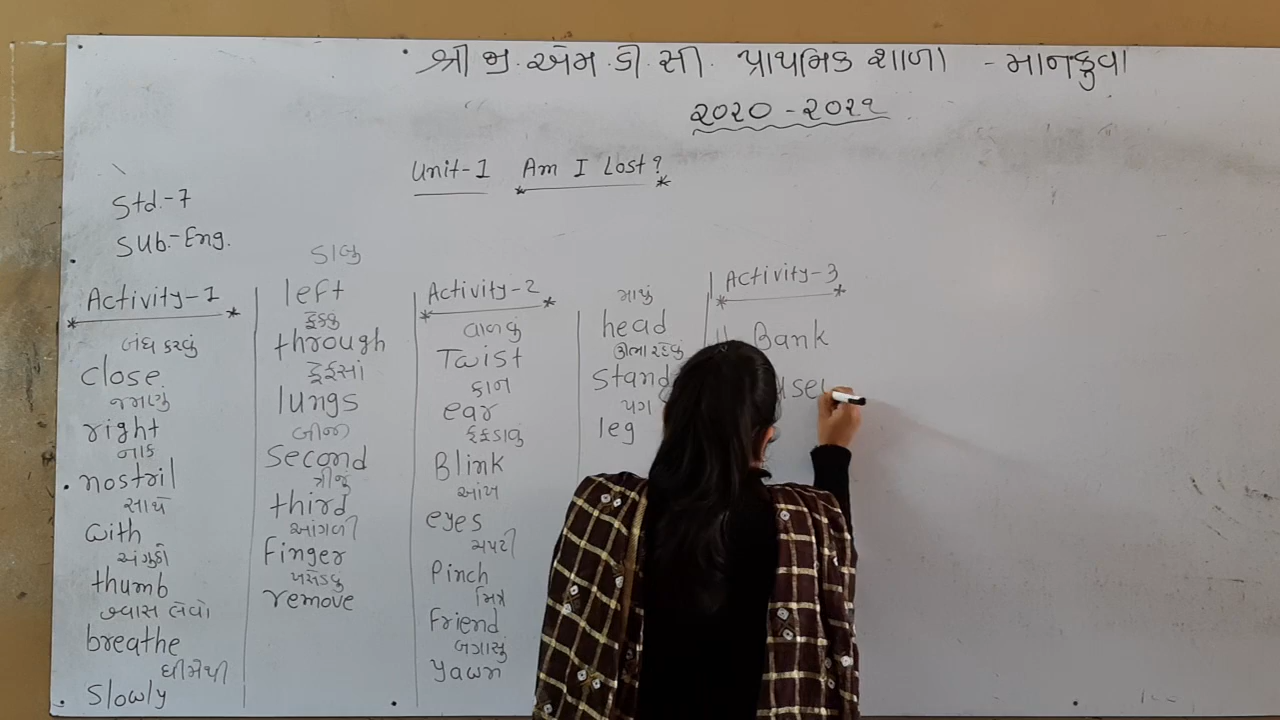 શ્રી જી. એમ. ડી. સી. પ્રાથમિક શાળા - માનકુવા
૨૦૨૦ - ૨૦૨૧
Unit-1 Am I Lost?
Std.-7
Sub.-Eng.
Activity-1
બંધ કરવું
close
જમણું
right
નાક
nostril
સાથે
with
અંગુઠો
thumb
શ્વાસ લેવો
breathe
ધીમેથી
Slowly
ડાબુ
left
through
ફેફસાં
lungs
બીજી
second
ત્રીજુ
third
આંગળી
Finger
ખસેડવુ
remove
Activity-2
વાળવું
Twist
કાન
ear
Blink
આંખ
eyes
ચપટી
Pinch
મિત્ર
Friend
બગાસું
Yawn
માથું
head
ઊભા રહેવું
Stand
પગ
leg
Activity-3
Bank